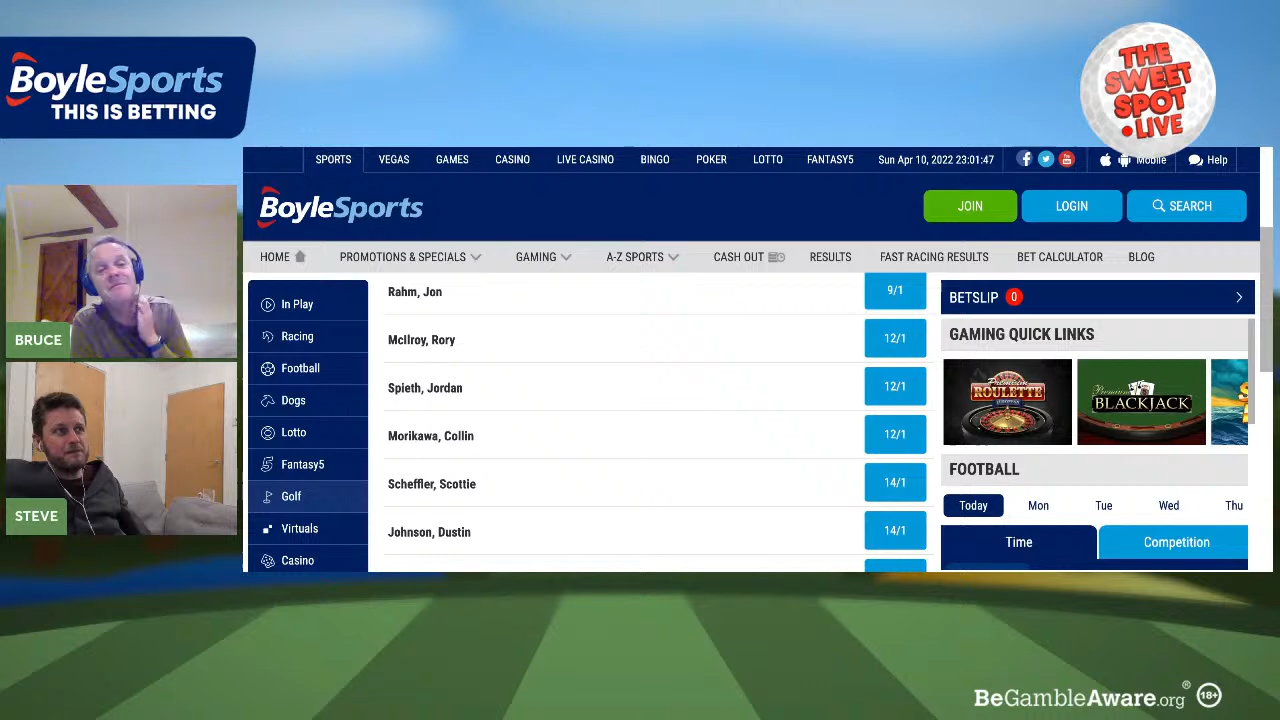 BoyleSports
THIS IS BETTING
THE
SWEET
SPOT
LIVE
SPORTS VEGAS GAMES CASINO LIVE CASINO BINGO POKER LOTTO FANTASY5 Sun Apr 10, 2022 23:01:47 Mobile Help
BoyleSports
JOIN LOGIN SEARCH
HOME PROMOTIONS & SPECIALS GAMING A-Z SPORTS CASH OUT RESULTS FAST RACING RESULTS BET CALCULATOR BLOG
In Play
Racing
Football
Dogs
Lotto
Fantasy5
Golf
Virtuals
Casino
Rahm, Jon 9/1
McIlroy, Rory 12/1
Spieth, Jordan 12/1
Morikawa, Collin 12/1
Scheffler, Scottie 14/1
Johnson, Dustin 14/1
BETSLIP 0
GAMING QUICK LINKS
Premium
ROULETTE
Premium
BLACKJACK
FOOTBALL
Today Mon Tue Wed Thu
Time Competition
BRUCE
STEVE
BeGambleAware.org® 18+